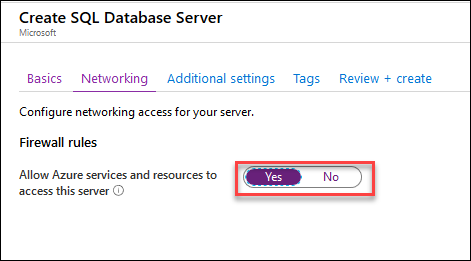 Create SQL Database Server
Microsoft
Basics Networking Additional settings Tags Review + create
Configure networking access for your server.
Firewall rules
Allow Azure services and resources to
access this server
Yes No